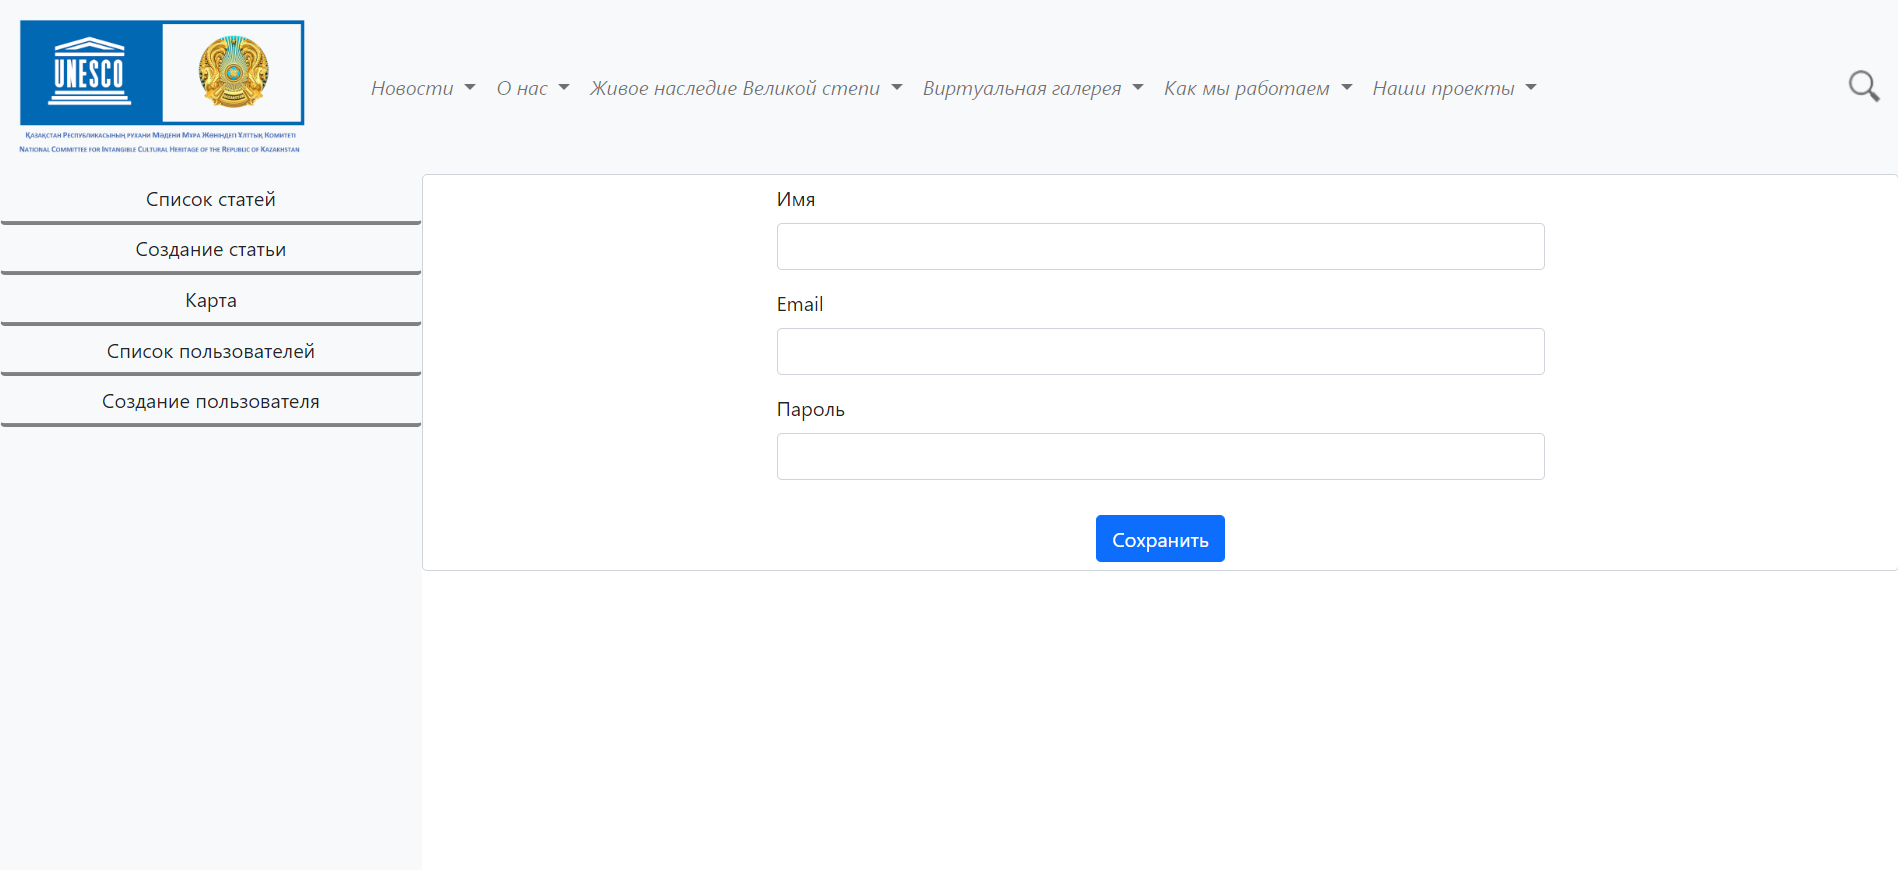 UNESCO
Қазақстан Республикасының рухани Мәдени Мұра Жөніндегі Ұлттық Комитеті
National Committee for Intangible Cultural Heritage of the Republic of Kazakhstan
Новости О нас Живое наследие Великой степи Виртуальная галерея Как мы работаем Наши проекты
Список статей
Создание статьи
Карта
Список пользователей
Создание пользователя
Имя
Email
Пароль
Сохранить